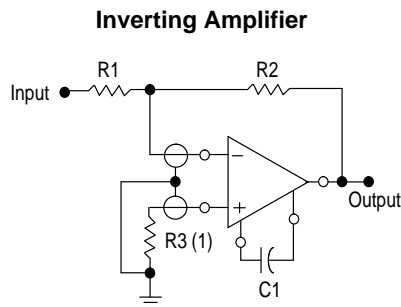 Inverting Amplifier
R1
R2
Input
−
+
Output
R3 (1)
C1